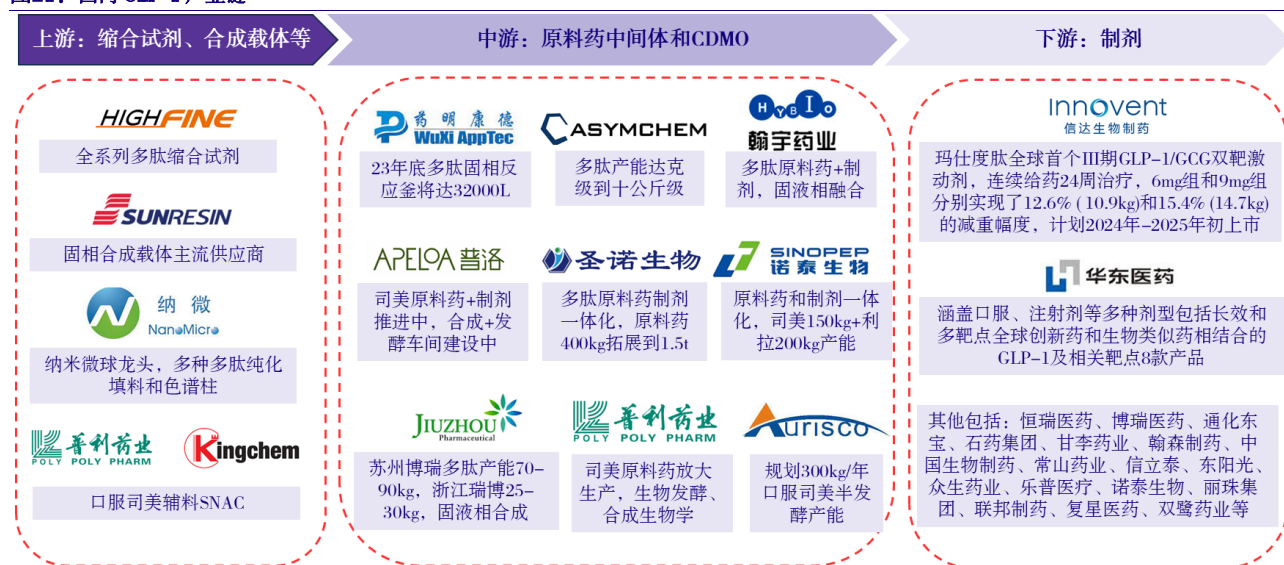 上游：缩合试剂、合成载体等
中游：原料药中间体和CDMO
下游：制剂
HIGHFINE
全系列多肽缩合试剂
SUNRESIN
固相合成载体主流供应商
纳微
NanoMicro
纳米微球龙头，多种多肽纯化
填料和色谱柱
普利药业
POLY POLY PHARM
Kingchem
口服司美辅料SNAC
药明康德
WuXi AppTec
23年底多肽固相反
应釜将达32000L
ASYMCHEM
多肽产能达克
级到十公斤级
HYBIO
翰宇药业
多肽原料药+制
剂，固液相融合
APELOA 普洛
司美原料药+制剂
推进中，合成+发
酵车间建设中
圣诺生物
多肽原料药制剂
一体化，原料药
400kg拓展到1.5t
SINOPEP
诺泰生物
原料药和制剂一体
化，司美150kg+利
拉200kg产能
JIUZHOU
Pharmaceutical
苏州博瑞多肽产能70-
90kg，浙江瑞博25-
30kg，固液相合成
普利药业
POLY POLY PHARM
司美原料药放大
生产，生物发酵、
合成生物学
AURISCO
规划300kg/年
口服司美半发
酵产能
Innovent
信达生物制药
玛仕度肽全球首个III期GLP-1/GCG双靶激
动剂，连续给药24周治疗，6mg组和9mg组
分别实现了12.6% ( 10.9kg)和15.4% (14.7kg)
的减重幅度，计划2024年-2025年初上市
华东医药
涵盖口服、注射剂等多种剂型包括长效和
多靶点全球创新药和生物类似药相结合的
GLP-1及相关靶点8款产品
其他包括：恒瑞医药、博瑞医药、通化东
宝、石药集团、甘李药业、翰森制药、中
国生物制药、常山药业、信立泰、东阳光、
众生药业、乐普医疗、诺泰生物、丽珠集
团、联邦制药、复星医药、双鹭药业等